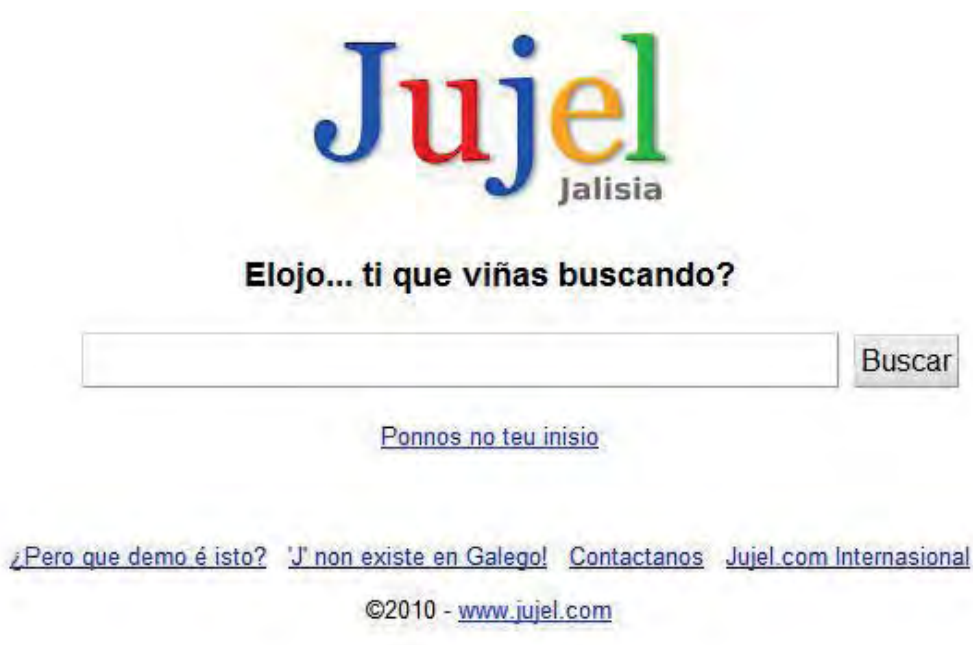 Jujel
Jalisia
Elojo... ti que viñas buscando?
Buscar
Ponnos no teu inisio
¿Pero que demo é isto? 'J' non existe en Galego! Contactanos Jujel.com Internasional
©2010 - www.jujel.com